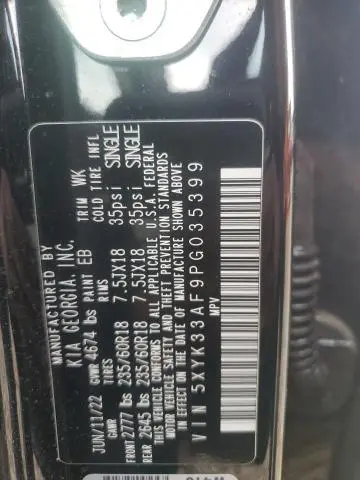 MANUFACTURED BY
KIA GEORGIA, INC.
JUN/11/22 GVWR 4674 lbs PAINT EB TRIM WK
GAWR TIRES RIMS COLD TIRE INFL
FRONT 2777 lbs 235/60R18 7.5JX18 35psi SINGLE
REAR 2645 lbs 235/60R18 7.5JX18 35psi SINGLE
THIS VEHICLE CONFORMS TO ALL APPLICABLE U.S.A. FEDERAL
MOTOR VEHICLE SAFETY, BUMPER, AND THEFT PREVENTION
STANDARDS IN EFFECT ON THE DATE OF MANUFACTURE SHOWN ABOVE.
VIN 5XYK33AF9PG035399
V/TYPE: MPV